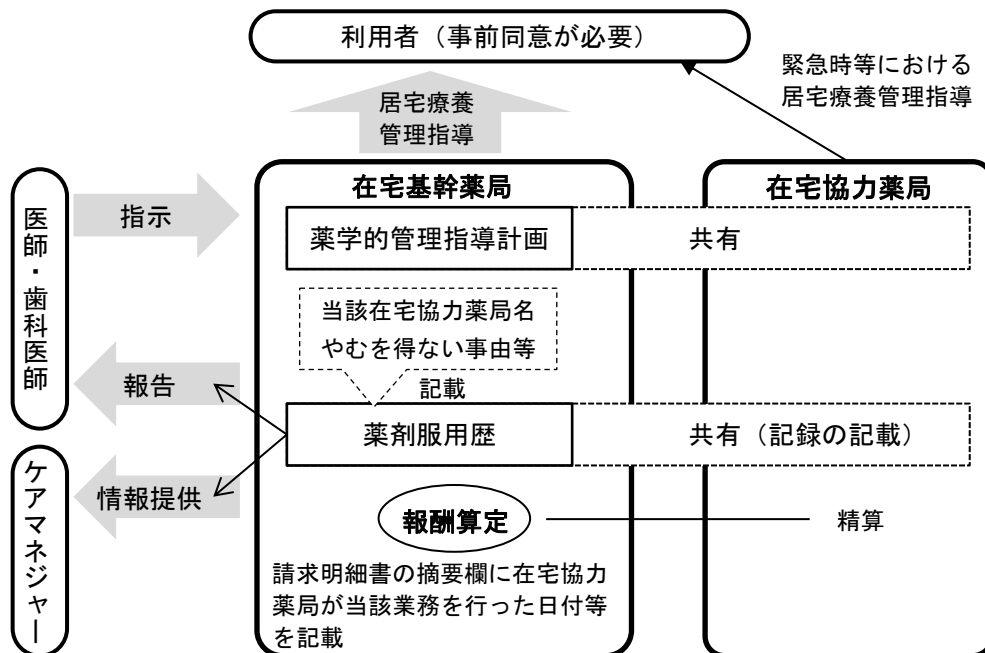 利用者（事前同意が必要）
緊急時等における
居宅療養管理指導
居宅療養
管理指導
在宅基幹薬局
在宅協力薬局
医師・歯科医師
指示
薬学的管理指導計画
共有
当該在宅協力薬局名
やむを得ない事由等
記載
報告
薬剤服用歴
共有（記録の記載）
ケアマネジャー
情報提供
報酬算定
精算
請求明細書の摘要欄に在宅協力
薬局が当該業務を行った日付等
を記載